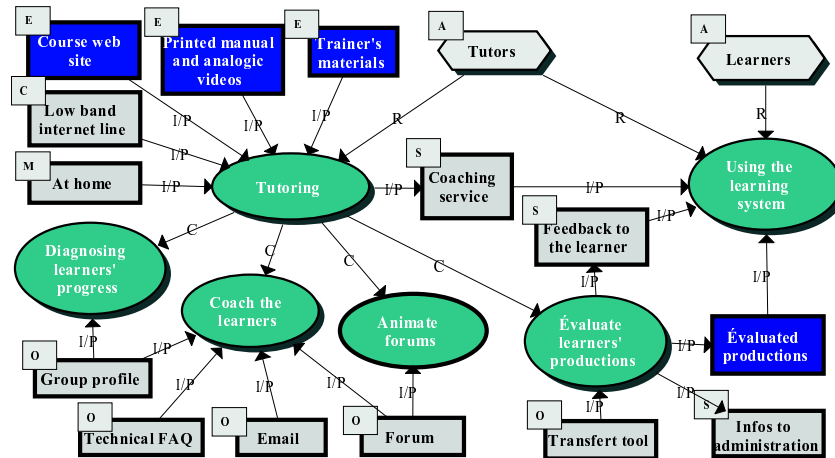 E
Course web
site
E
Printed manual
and analogic
videos
E
Trainer's
materials
A
Tutors
A
Learners
C
Low band
internet line
I/P
I/P
I/P
R
R
R
I/P
M
At home
I/P
Tutoring
I/P
S
Coaching
service
I/P
Using the
learning
system
S
Feedback to
the learner
I/P
C
C
C
C
Diagnosing
learners'
progress
Coach the
learners
Animate
forums
I/P
I/P
Évaluate
learners'
productions
I/P
Évaluated
productions
O
Group profile
I/P
I/P
I/P
I/P
I/P
I/P
I/P
I/P
O
Technical FAQ
O
Email
O
Forum
O
Transfert tool
S
Infos to
administration